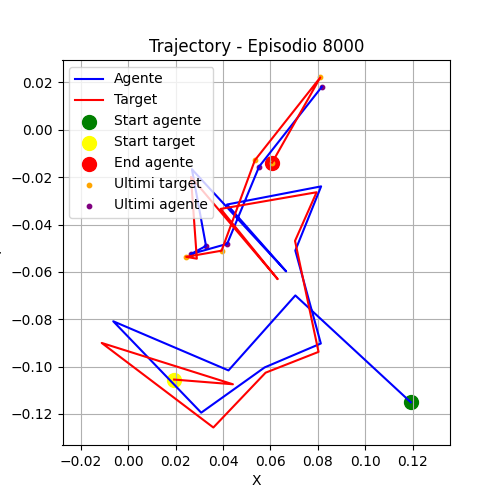 Trajectory - Episodio 8000
Agente
Target
Start agente
Start target
End agente
Ultimi target
Ultimi agente
0.02
0.00
−0.02
−0.04
−0.06
−0.08
−0.10
−0.12
−0.02 0.00 0.02 0.04 0.06 0.08 0.10 0.12
X